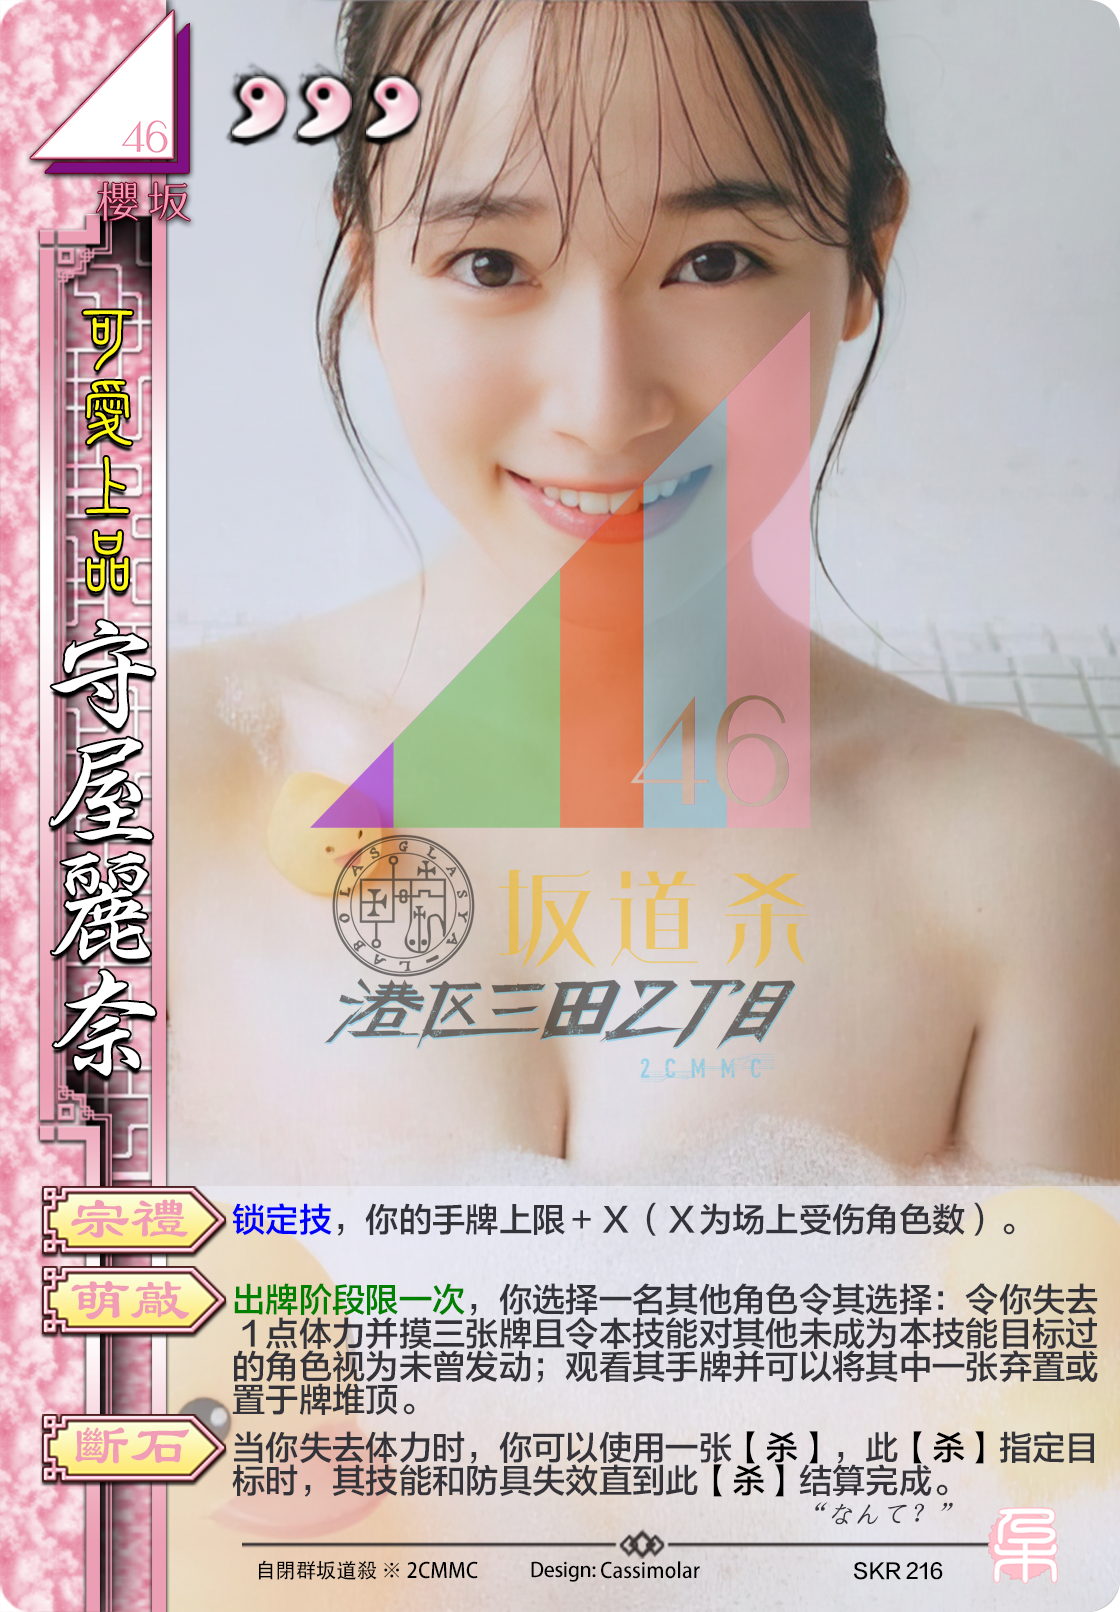 46
櫻坂
可愛上品
守屋麗奈
46
GLASYA-LABOLAS
坂道杀
港区三田2丁目
2CMMC
宗禮
锁定技，你的手牌上限＋Ｘ（Ｘ为场上受伤角色数）。
萌敲
出牌阶段限一次，你选择一名其他角色令其选择：令你失去
１点体力并摸三张牌且令本技能对其他未成为本技能目标过
的角色视为未曾发动；观看其手牌并可以将其中一张弃置或
置于牌堆顶。
斷石
当你失去体力时，你可以使用一张【杀】，此【杀】指定目
标时，其技能和防具失效直到此【杀】结算完成。
“なんて？”
自閉群坂道殺 ※ 2CMMC
Design: Cassimolar
SKR 216